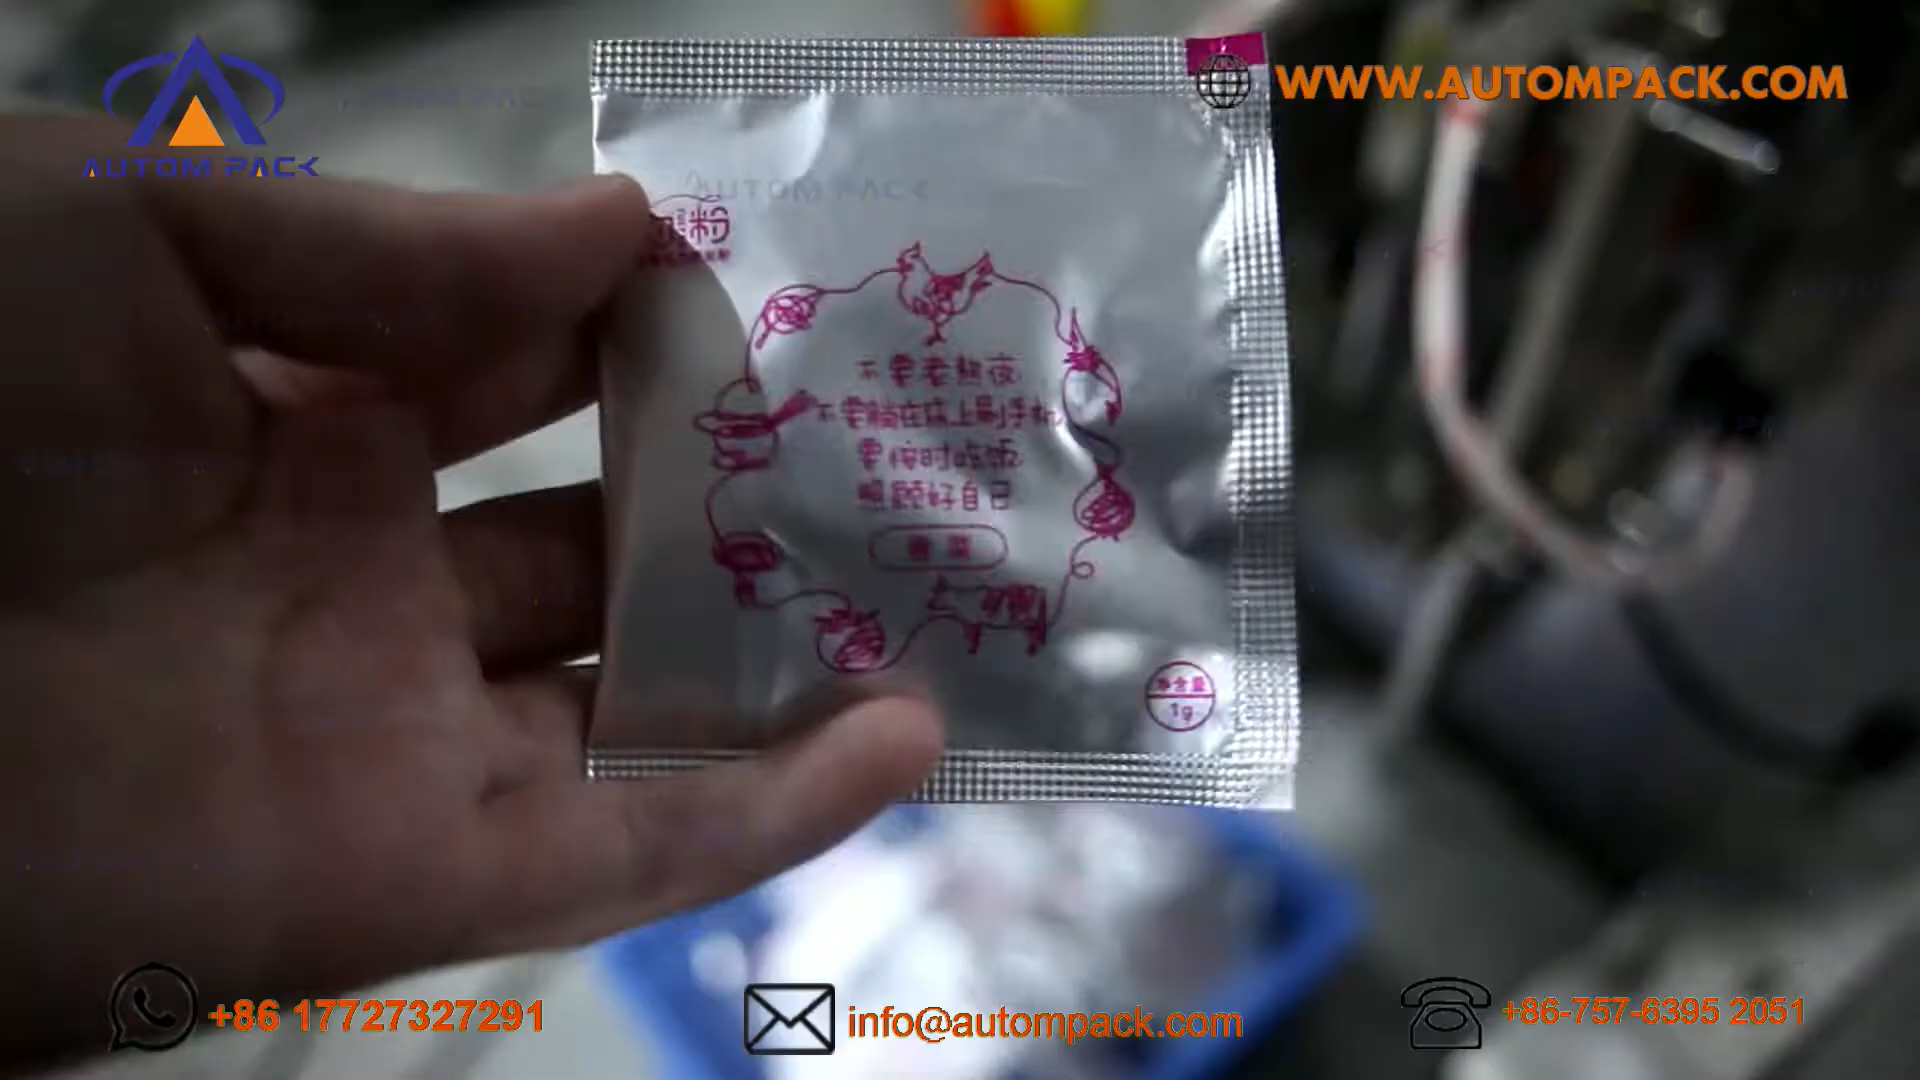 AUTOM PACK
WWW.AUTOMPACK.COM
AUTOM PACK
粉
不要老熬夜
不要躺在床上刷手机
要按时吃饭
照顾好自己
净含量
1g
+86 17727327291
info@autompack.com
+86-757-6395 2051